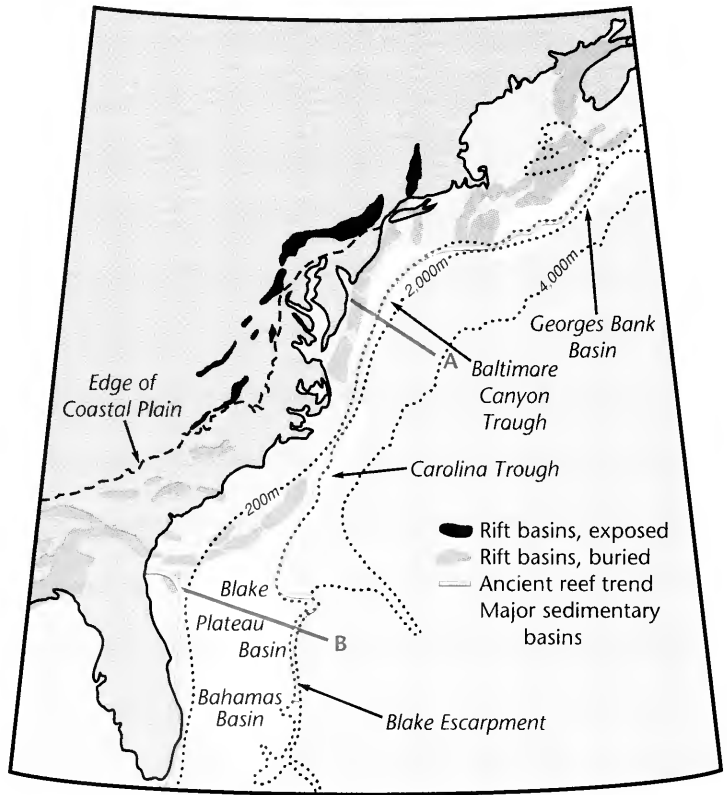 2,000m
4,000m
Georges Bank
Basin
A
Baltimore
Canyon
Trough
Edge of
Coastal Plain
Carolina Trough
200m
Rift basins, exposed
Rift basins, buried
Ancient reef trend
Major sedimentary
basins
Blake
Plateau
Basin
B
Bahamas
Basin
Blake Escarpment